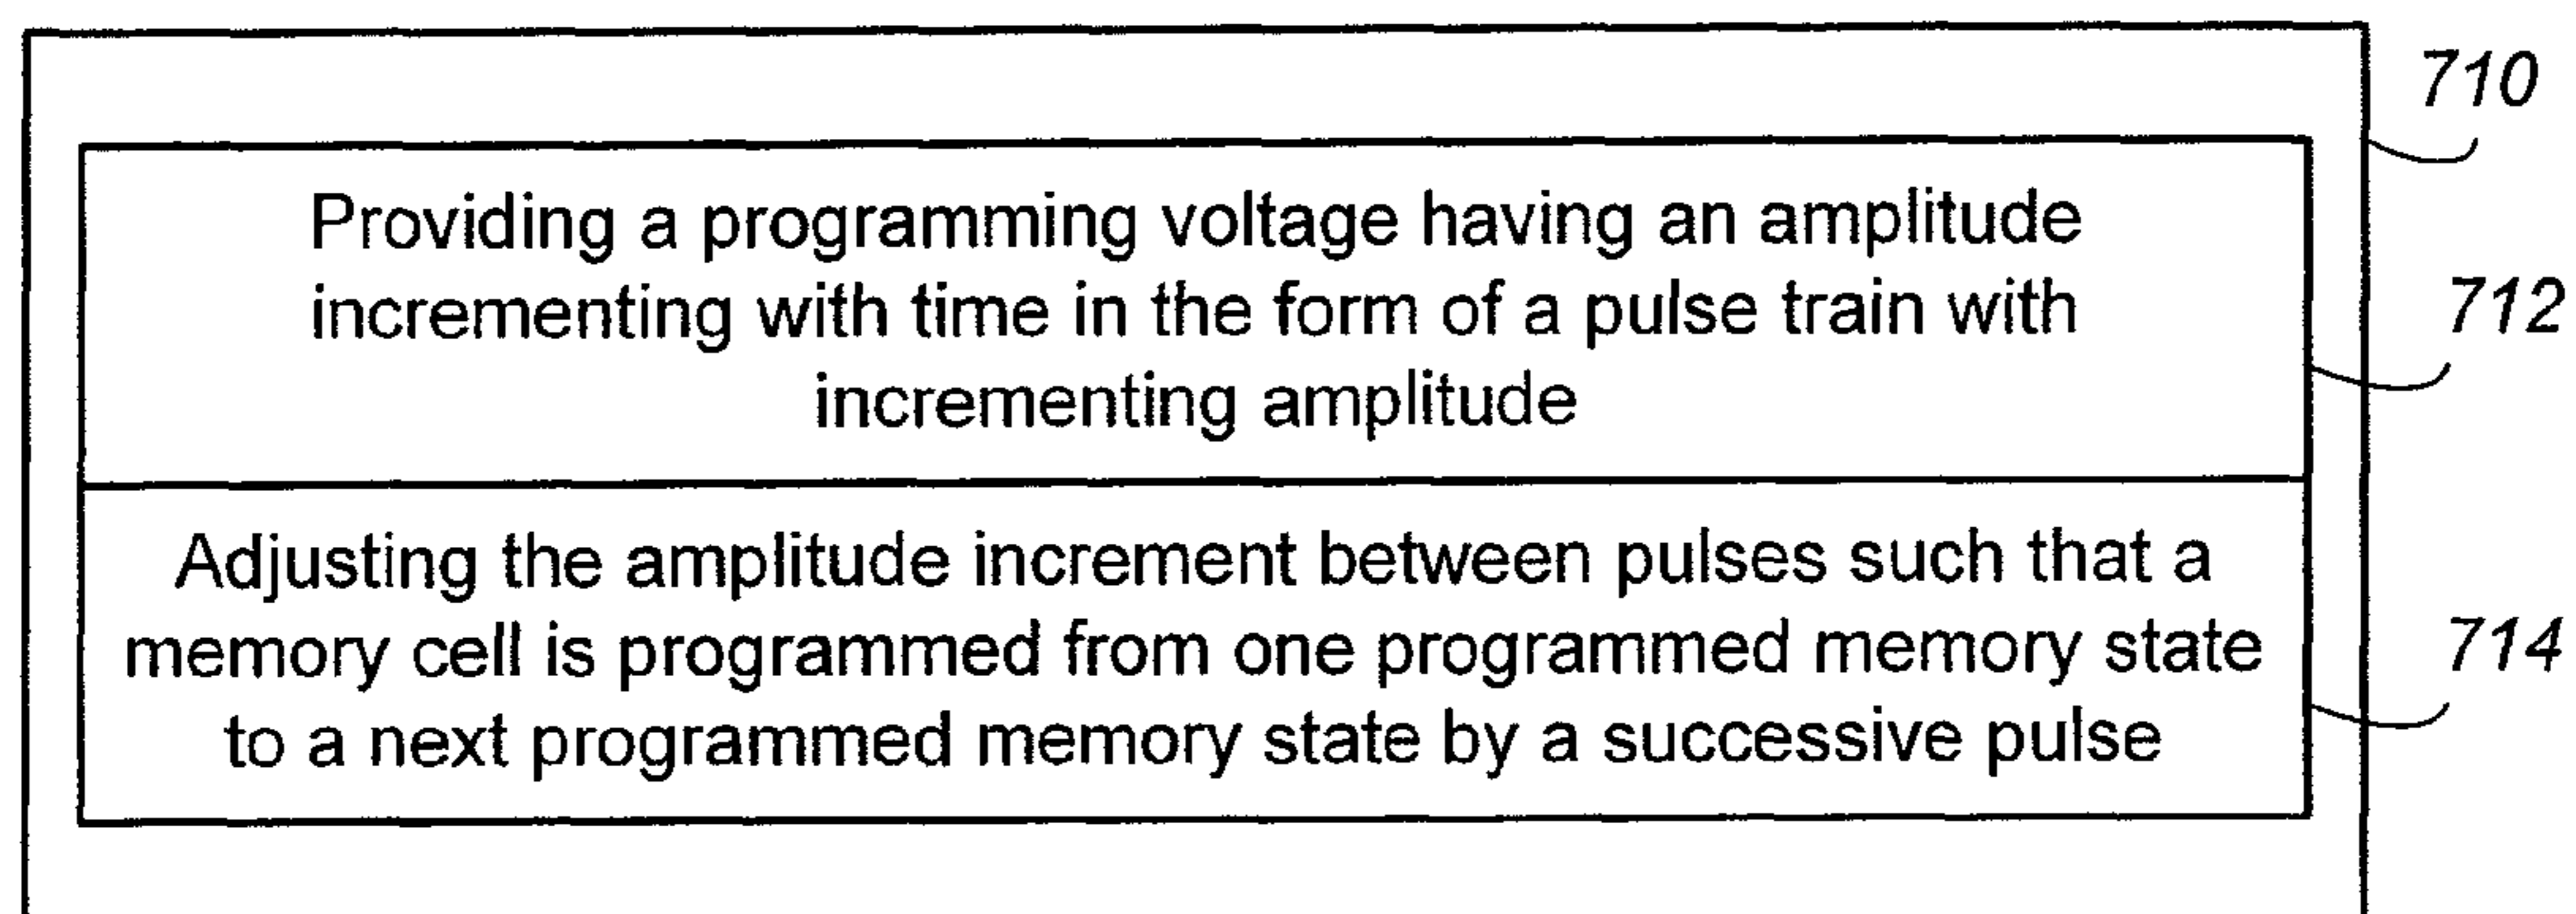 710
Providing a programming voltage having an amplitude
incrementing with time in the form of a pulse train with
incrementing amplitude
712
Adjusting the amplitude increment between pulses such that a
memory cell is programmed from one programmed memory state
to a next programmed memory state by a successive pulse
714